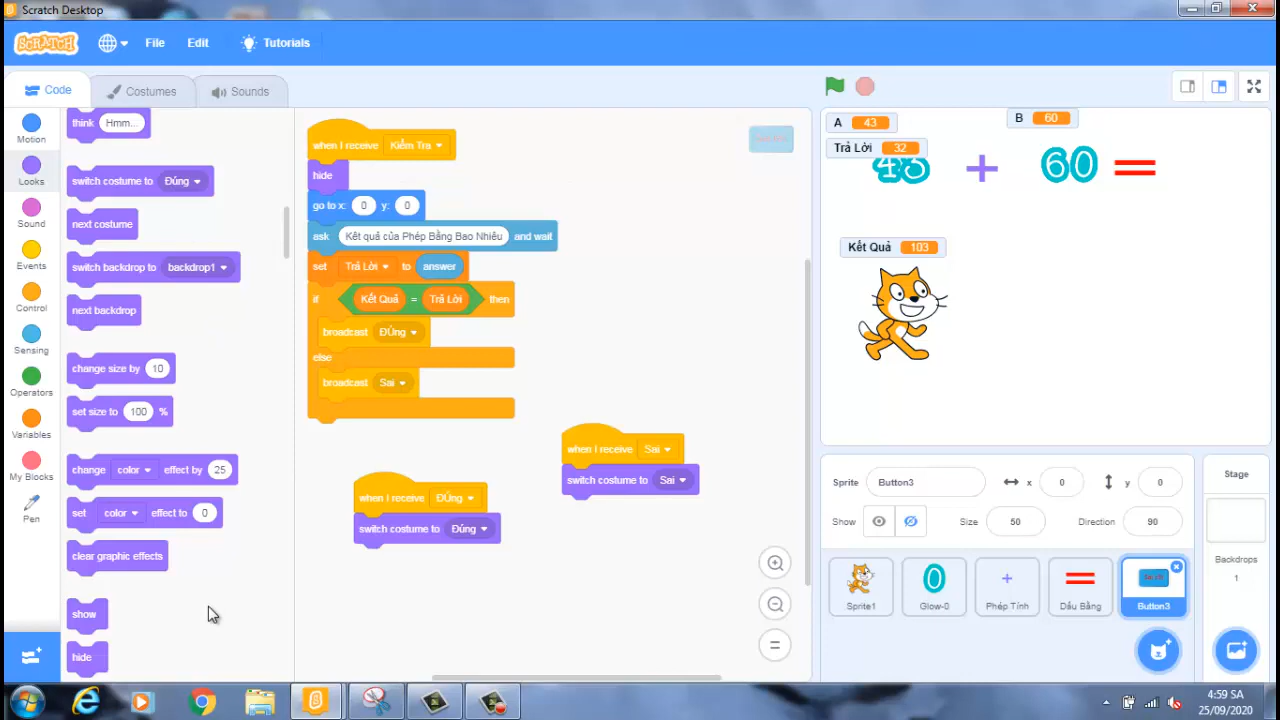 Scratch Desktop
SCRATCH
File
Edit
Tutorials
Code
Costumes
Sounds
Motion
Looks
Sound
Events
Control
Sensing
Operators
Variables
My Blocks
Pen
think Hmm...
switch costume to Đúng
next costume
switch backdrop to backdrop1
next backdrop
change size by 10
set size to 100 %
change color effect by 25
set color effect to 0
clear graphic effects
show
hide
when I receive Kiểm Tra
hide
go to x: 0 y: 0
ask Kết quả của Phép Bằng Bao Nhiêu and wait
set Trả Lời to answer
if Kết Quả = Trả Lời then
broadcast ĐÚng
else
broadcast Sai
when I receive Sai
switch costume to Sai
when I receive ĐÚng
switch costume to Đúng
A 43
B 60
Trả Lời 32
43 + 60 =
Kết Quả 103
Sprite Button3
x 0
y 0
Show
Size 50
Direction 90
Sprite1
Glow-0
Phép Tính
Dấu Bằng
Button3
Stage
Backdrops
1
4:59 SA
25/09/2020